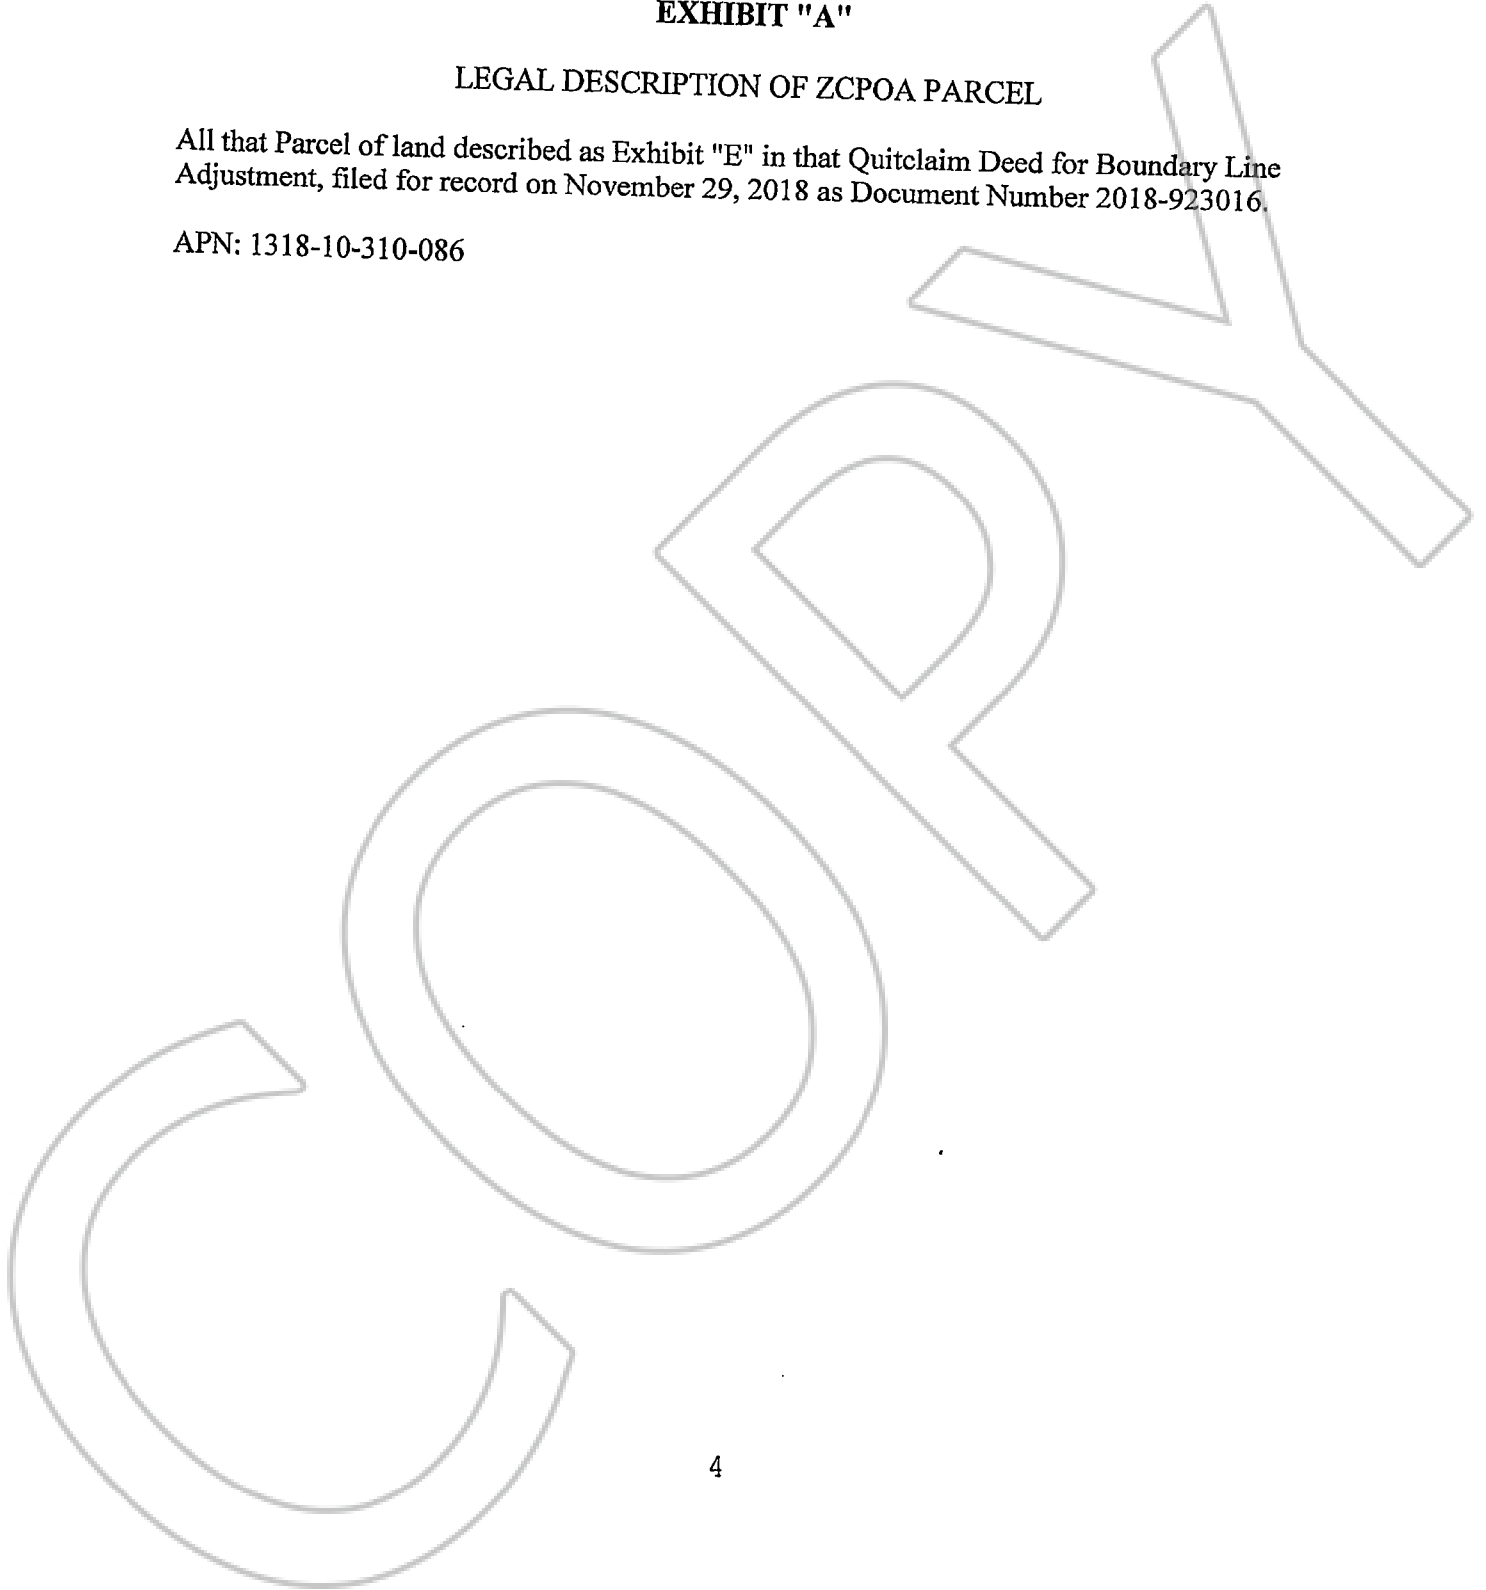 EXHIBIT "A"
LEGAL DESCRIPTION OF ZCPOA PARCEL
All that Parcel of land described as Exhibit "E" in that Quitclaim Deed for Boundary Line
Adjustment, filed for record on November 29, 2018 as Document Number 2018-923016.
APN: 1318-10-310-086
COPY
4